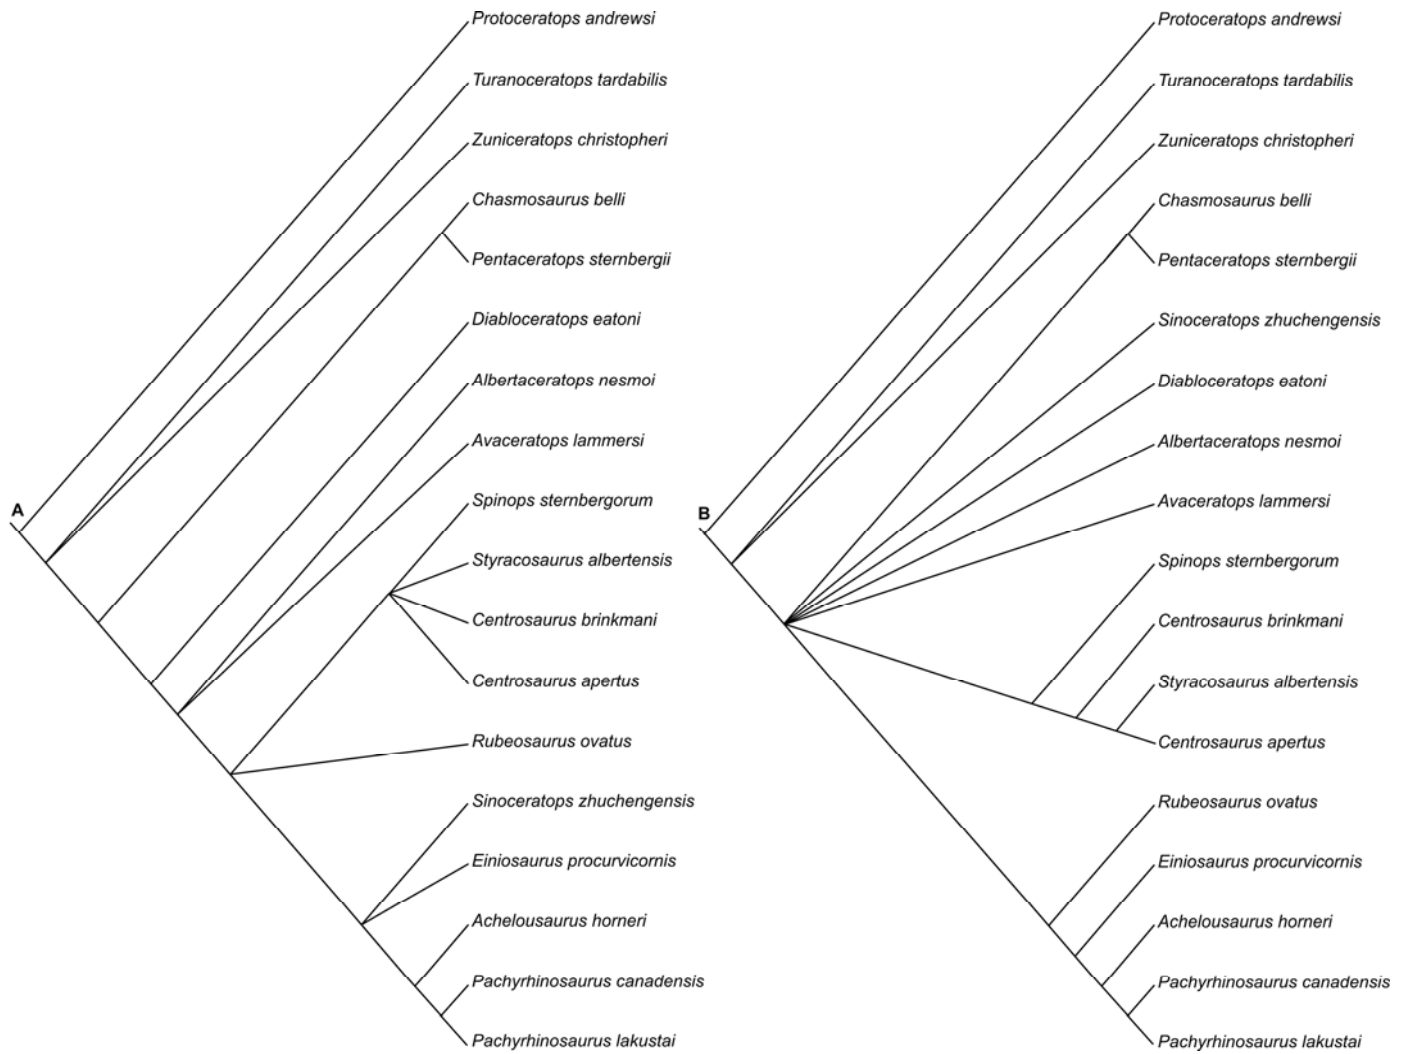 A
Protoceratops andrewsi
Turanoceratops tardabilis
Zuniceratops christopheri
Chasmosaurus belli
Pentaceratops sternbergii
Diabloceratops eatoni
Albertaceratops nesmoi
Avaceratops lammersi
Spinops sternbergorum
Styracosaurus albertensis
Centrosaurus brinkmani
Centrosaurus apertus
Rubeosaurus ovatus
Sinoceratops zhuchengensis
Einiosaurus procurvicornis
Achelousaurus horneri
Pachyrhinosaurus canadensis
Pachyrhinosaurus lakustai
B
Protoceratops andrewsi
Turanoceratops tardabilis
Zuniceratops christopheri
Chasmosaurus belli
Pentaceratops sternbergii
Sinoceratops zhuchengensis
Diabloceratops eatoni
Albertaceratops nesmoi
Avaceratops lammersi
Spinops sternbergorum
Centrosaurus brinkmani
Styracosaurus albertensis
Centrosaurus apertus
Rubeosaurus ovatus
Einiosaurus procurvicornis
Achelousaurus horneri
Pachyrhinosaurus canadensis
Pachyrhinosaurus lakustai